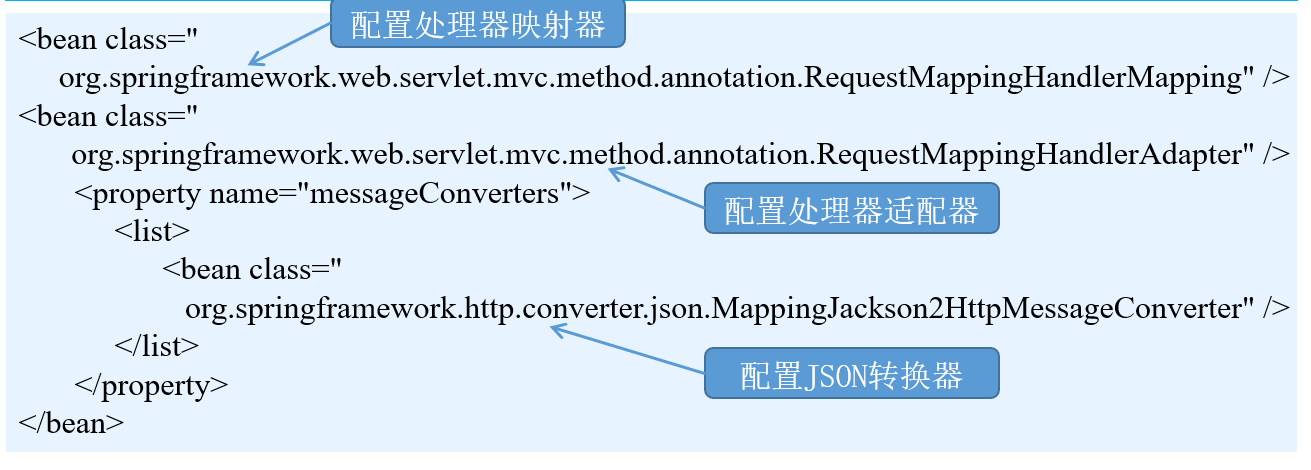 配置处理器映射器
<bean class="
org.springframework.web.servlet.mvc.method.annotation.RequestMappingHandlerMapping" />
<bean class="
org.springframework.web.servlet.mvc.method.annotation.RequestMappingHandlerAdapter" />
<property name="messageConverters">
配置处理器适配器
<list>
<bean class="
org.springframework.http.converter.json.MappingJackson2HttpMessageConverter" />
</list>
配置JSON转换器
</property>
</bean>